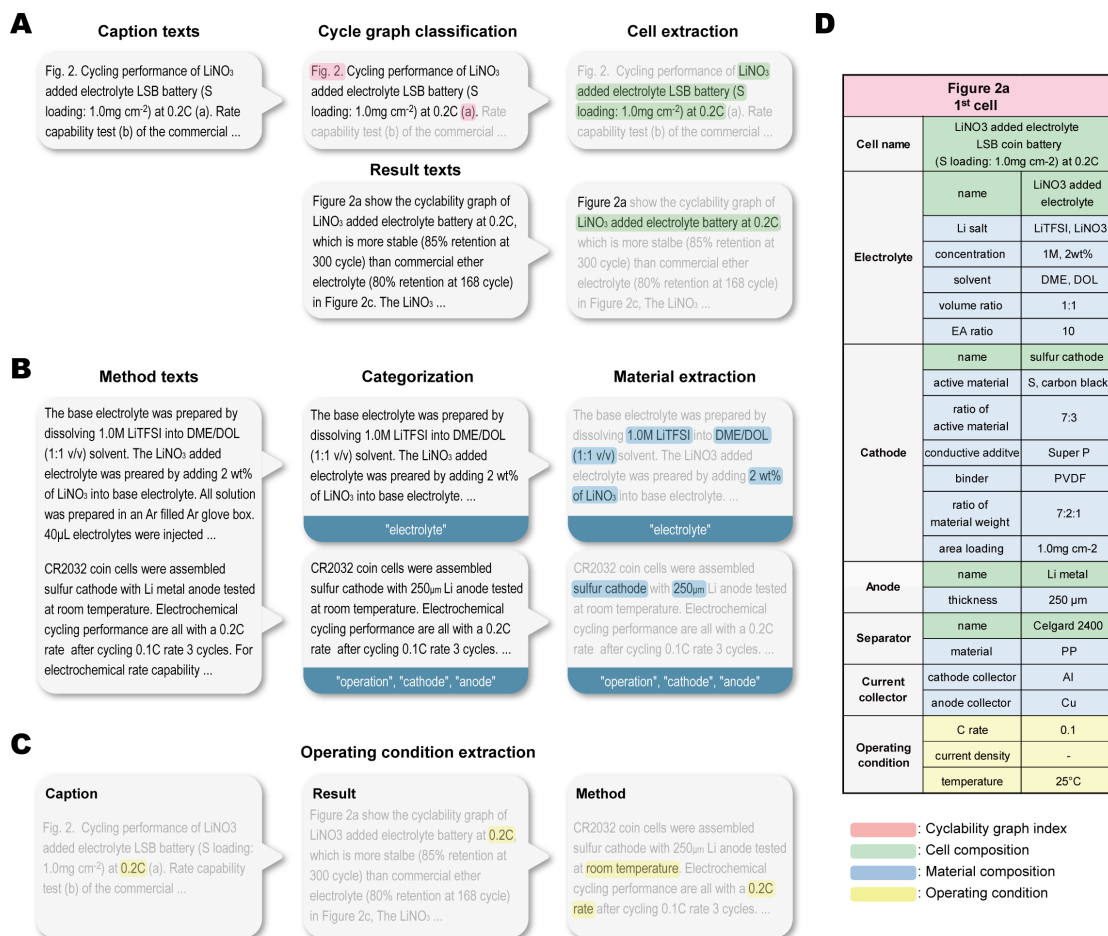 A
Caption texts
Fig. 2. Cycling performance of LiNO₃
added electrolyte LSB battery (S
loading: 1.0mg cm⁻²) at 0.2C (a). Rate
capability test (b) of the commercial ...
Cycle graph classification
Fig. 2. Cycling performance of LiNO₃
added electrolyte LSB battery (S
loading: 1.0mg cm⁻²) at 0.2C (a). Rate
capability test (b) of the commercial ...
Cell extraction
Fig. 2. Cycling performance of LiNO₃
added electrolyte LSB battery (S
loading: 1.0mg cm⁻²) at 0.2C (a). Rate
capability test (b) of the commercial ...
Result texts
Figure 2a show the cyclability graph of
LiNO₃ added electrolyte battery at 0.2C,
which is more stable (85% retention at
300 cycle) than commercial ether
electrolyte (80% retention at 168 cycle)
in Figure 2c. The LiNO₃ ...
Figure 2a show the cyclability graph of
LiNO₃ added electrolyte battery at 0.2C
which is more stalbe (85% retention at
300 cycle) than commercial ether
electrolyte (80% retention at 168 cycle)
in Figure 2c, The LiNO₃ ...
B
Method texts
The base electrolyte was prepared by
dissolving 1.0M LiTFSI into DME/DOL
(1:1 v/v) solvent. The LiNO₃ added
electrolyte was preared by adding 2 wt%
of LiNO₃ into base electrolyte. All solution
was prepared in an Ar filled Ar glove box.
40μL electrolytes were injected ...
CR2032 coin cells were assembled
sulfur cathode with Li metal anode tested
at room temperature. Electrochemical
cycling performance are all with a 0.2C
rate after cycling 0.1C rate 3 cycles. For
electrochemical rate capability ...
Categorization
The base electrolyte was prepared by
dissolving 1.0M LiTFSI into DME/DOL
(1:1 v/v) solvent. The LiNO₃ added
electrolyte was preared by adding 2 wt%
of LiNO₃ into base electrolyte. ...
"electrolyte"
CR2032 coin cells were assembled
sulfur cathode with 250μm Li anode tested
at room temperature. Electrochemical
cycling performance are all with a 0.2C
rate after cycling 0.1C rate 3 cycles. ...
"operation", "cathode", "anode"
Material extraction
The base electrolyte was prepared by
dissolving 1.0M LiTFSI into DME/DOL
(1:1 v/v) solvent. The LiNO3 added
electrolyte was preared by adding 2 wt%
of LiNO₃ into base electrolyte. ...
"electrolyte"
CR2032 coin cells were assembled
sulfur cathode with 250μm Li anode tested
at room temperature. Electrochemical
cycling performance are all with a 0.2C
rate after cycling 0.1C rate 3 cycles. ...
"operation", "cathode", "anode"
C
Operating condition extraction
Caption
Fig. 2. Cycling performance of LiNO3
added electrolyte LSB battery (S loading:
1.0mg cm⁻²) at 0.2C (a). Rate capability
test (b) of the commercial ...
Result
Figure 2a show the cyclability graph of
LiNO3 added electrolyte battery at 0.2C,
which is more stalbe (85% retention at
300 cycle) than commercial ether
electrolyte (80% retention at 168 cycle)
in Figure 2c, The LiNO₃ ...
Method
CR2032 coin cells were assembled
sulfur cathode with 250μm Li anode tested
at room temperature. Electrochemical
cycling performance are all with a 0.2C
rate after cycling 0.1C rate 3 cycles. ...
D
Figure 2a
1st cell
Cell name
LiNO3 added electrolyte
LSB coin battery
(S loading: 1.0mg cm-2) at 0.2C
Electrolyte
name LiNO3 added electrolyte
Li salt LiTFSI, LiNO3
concentration 1M, 2wt%
solvent DME, DOL
volume ratio 1:1
EA ratio 10
Cathode
name sulfur cathode
active material S, carbon black
ratio of active material 7:3
conductive additve Super P
binder PVDF
ratio of material weight 7:2:1
area loading 1.0mg cm-2
Anode
name Li metal
thickness 250 μm
Separator
name Celgard 2400
material PP
Current collector
cathode collector Al
anode collector Cu
Operating condition
C rate 0.1
current density -
temperature 25°C
: Cyclability graph index
: Cell composition
: Material composition
: Operating condition